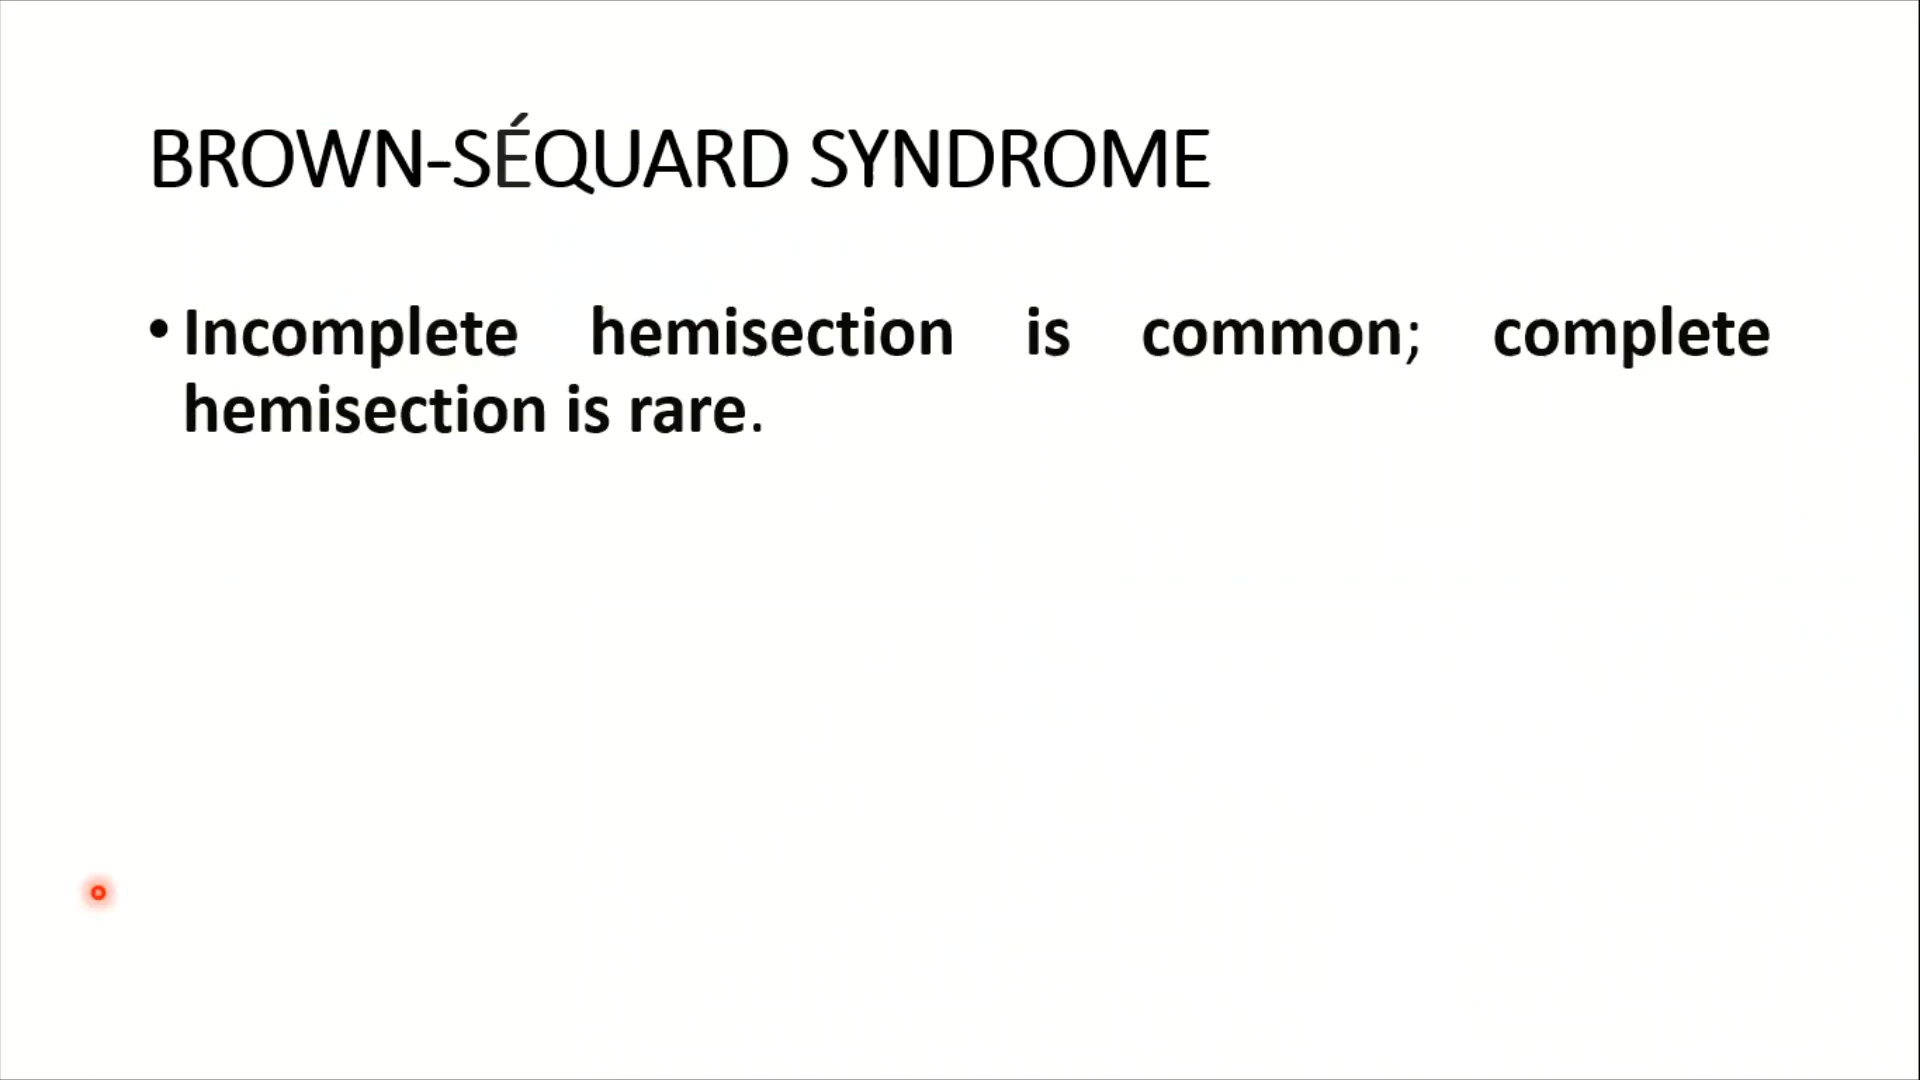 BROWN-SÉQUARD SYNDROME
• Incomplete hemisection is common; complete
hemisection is rare.